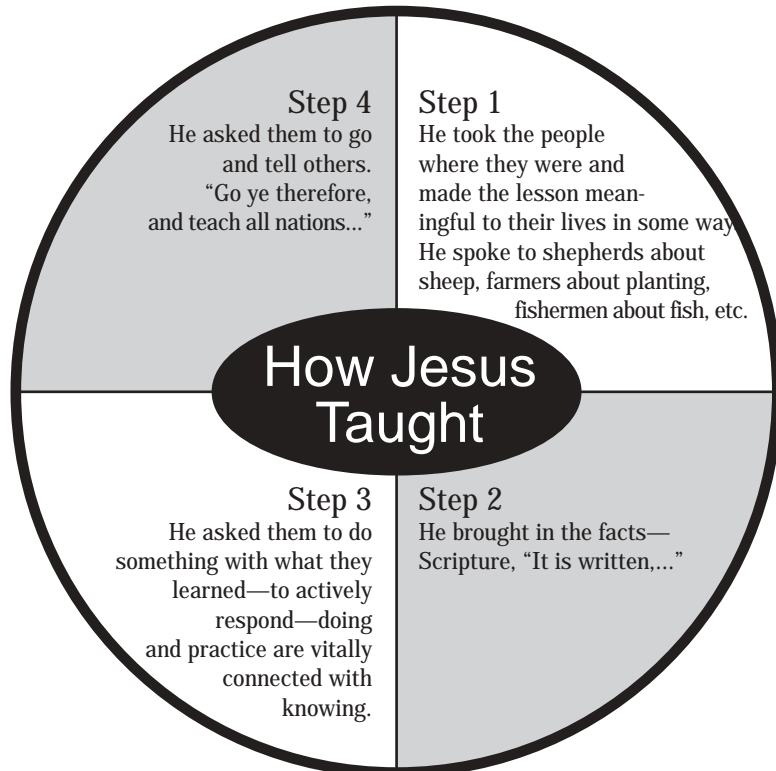 Step 4
He asked them to go
and tell others.
“Go ye therefore,
and teach all nations...”
Step 1
He took the people
where they were and
made the lesson mean-
ingful to their lives in some way.
He spoke to shepherds about
sheep, farmers about planting,
fishermen about fish, etc.
How Jesus
Taught
Step 3
He asked them to do
something with what they
learned—to actively
respond—doing
and practice are vitally
connected with
knowing.
Step 2
He brought in the facts—
Scripture, “It is written,...”